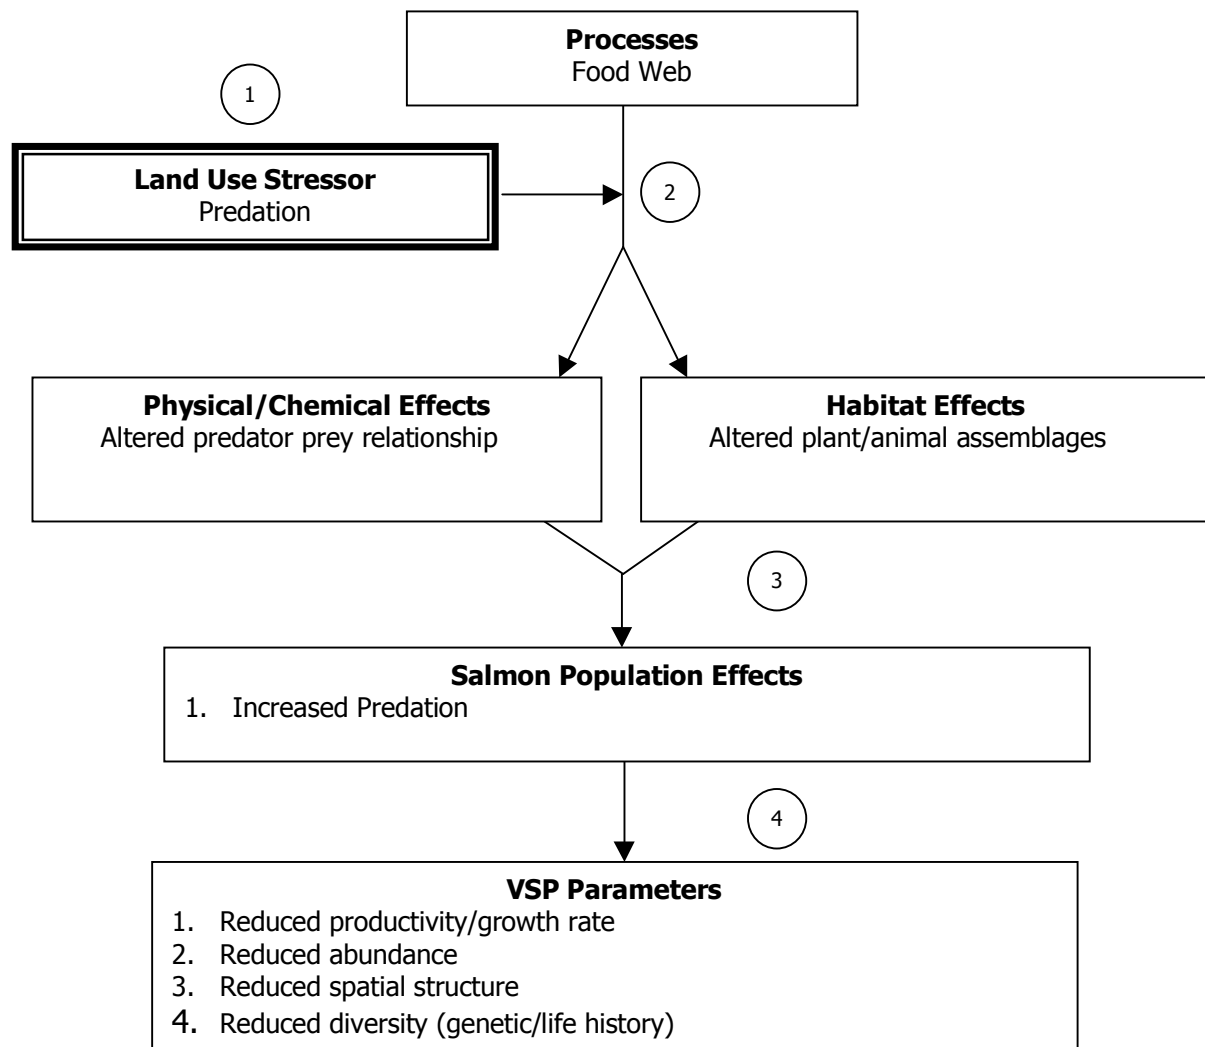 Processes
Food Web
1
Land Use Stressor
Predation
2
Physical/Chemical Effects
Altered predator prey relationship
Habitat Effects
Altered plant/animal assemblages
3
Salmon Population Effects
1. Increased Predation
4
VSP Parameters
1. Reduced productivity/growth rate
2. Reduced abundance
3. Reduced spatial structure
4. Reduced diversity (genetic/life history)